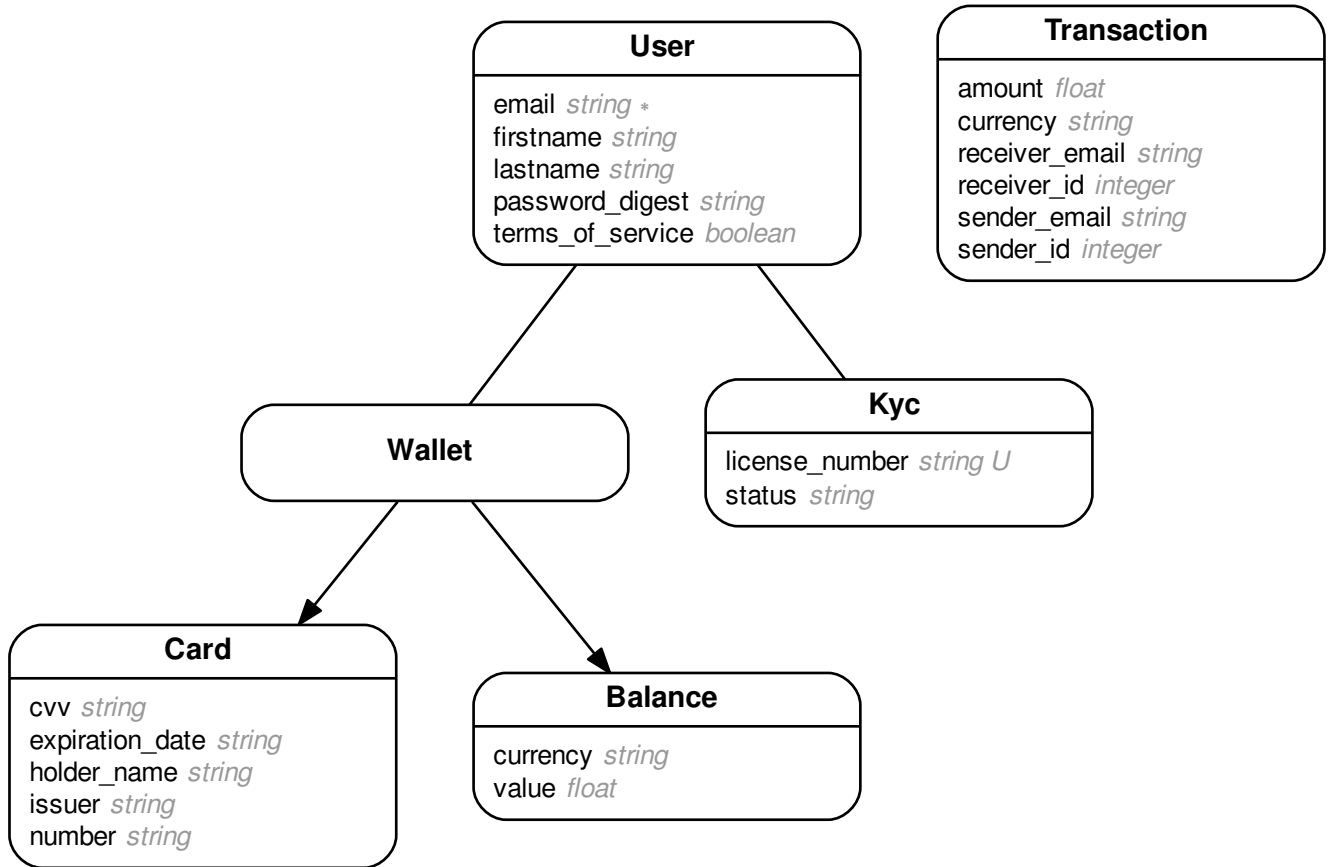 User
email string *
firstname string
lastname string
password_digest string
terms_of_service boolean
Transaction
amount float
currency string
receiver_email string
receiver_id integer
sender_email string
sender_id integer
Wallet
Kyc
license_number string U
status string
Card
cvv string
expiration_date string
holder_name string
issuer string
number string
Balance
currency string
value float